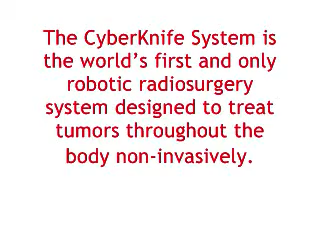 The CyberKnife System is
the world’s first and only
robotic radiosurgery
system designed to treat
tumors throughout the
body non-invasively.